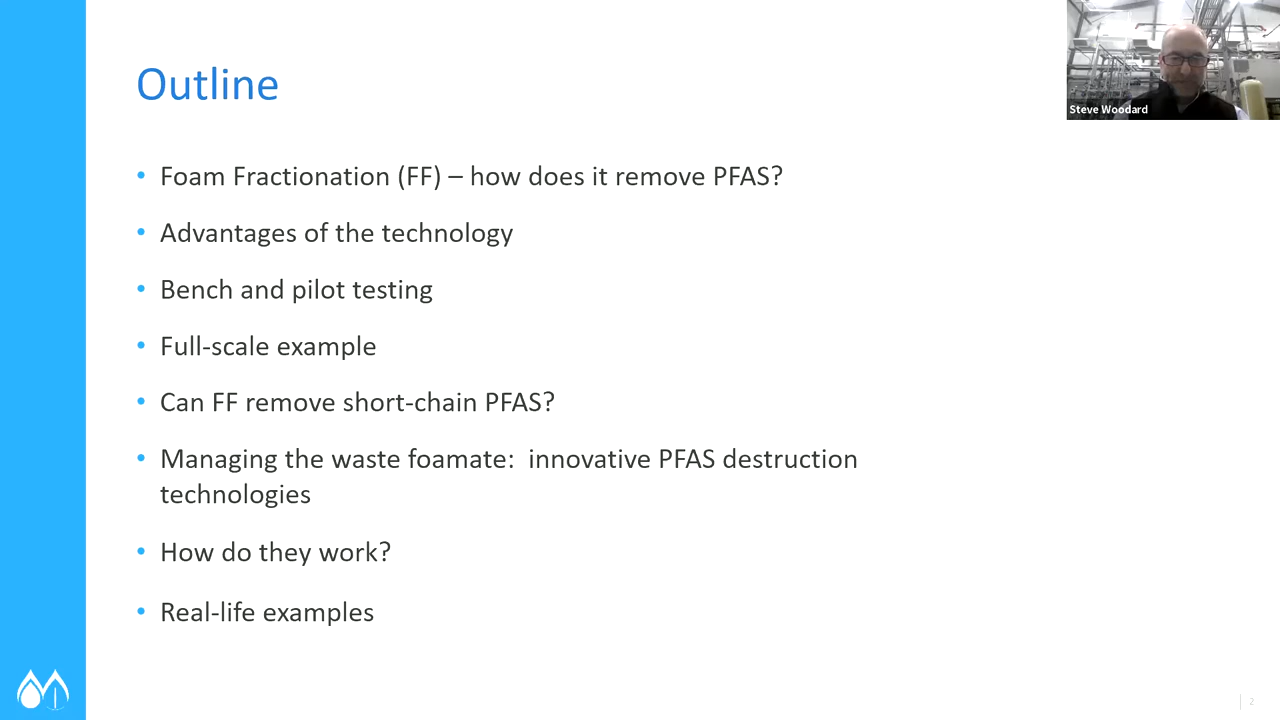 Outline
Steve Woodard
• Foam Fractionation (FF) – how does it remove PFAS?
• Advantages of the technology
• Bench and pilot testing
• Full-scale example
• Can FF remove short-chain PFAS?
• Managing the waste foamate:  innovative PFAS destruction
technologies
• How do they work?
• Real-life examples
2